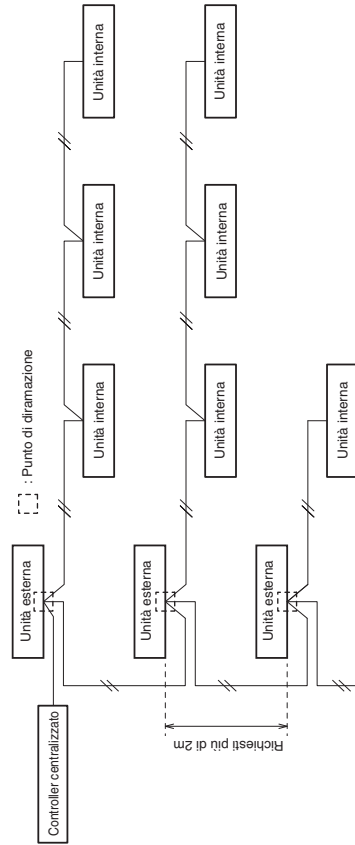 : Punto di diramazione
Controller centralizzato
Unità esterna
Unità interna
Unità interna
Unità interna
Unità esterna
Unità interna
Unità interna
Unità interna
Richiesti più di 2m
Unità esterna
Unità interna